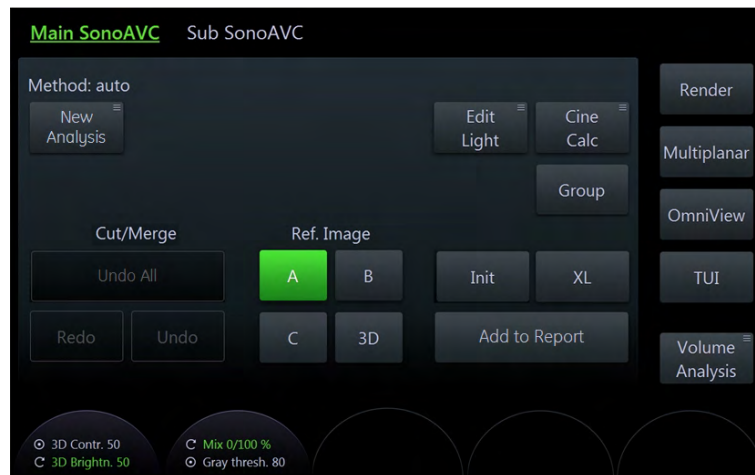 Main SonoAVC Sub SonoAVC
Method: auto
New
Analysis
Edit
Light
Cine
Calc
Group
Render
Multiplanar
OmniView
TUI
Volume
Analysis
Cut/Merge
Undo All
Redo Undo
Ref. Image
A B
C 3D
Init XL
Add to Report
3D Contr. 50
3D Brightn. 50
Mix 0/100 %
Gray thresh. 80